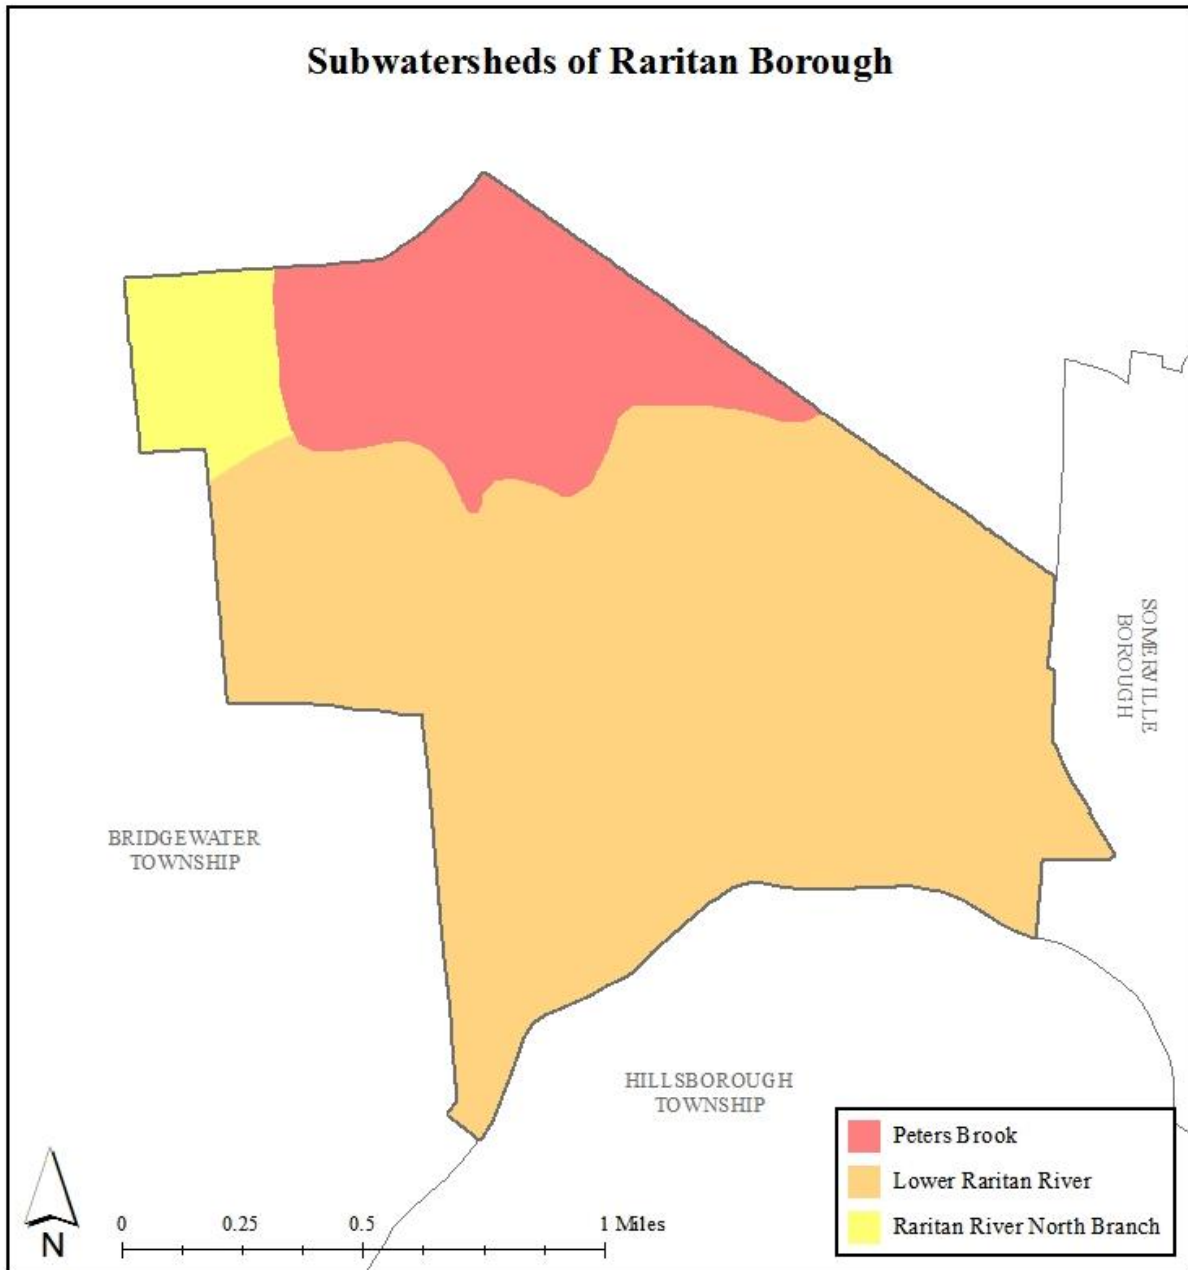 Subwatersheds of Raritan Borough
SOMERVILLE
BOROUGH
BRIDGEWATER
TOWNSHIP
HILLSBOROUGH
TOWNSHIP
Peters Brook
Lower Raritan River
Raritan River North Branch
0 0.25 0.5 1 Miles
N